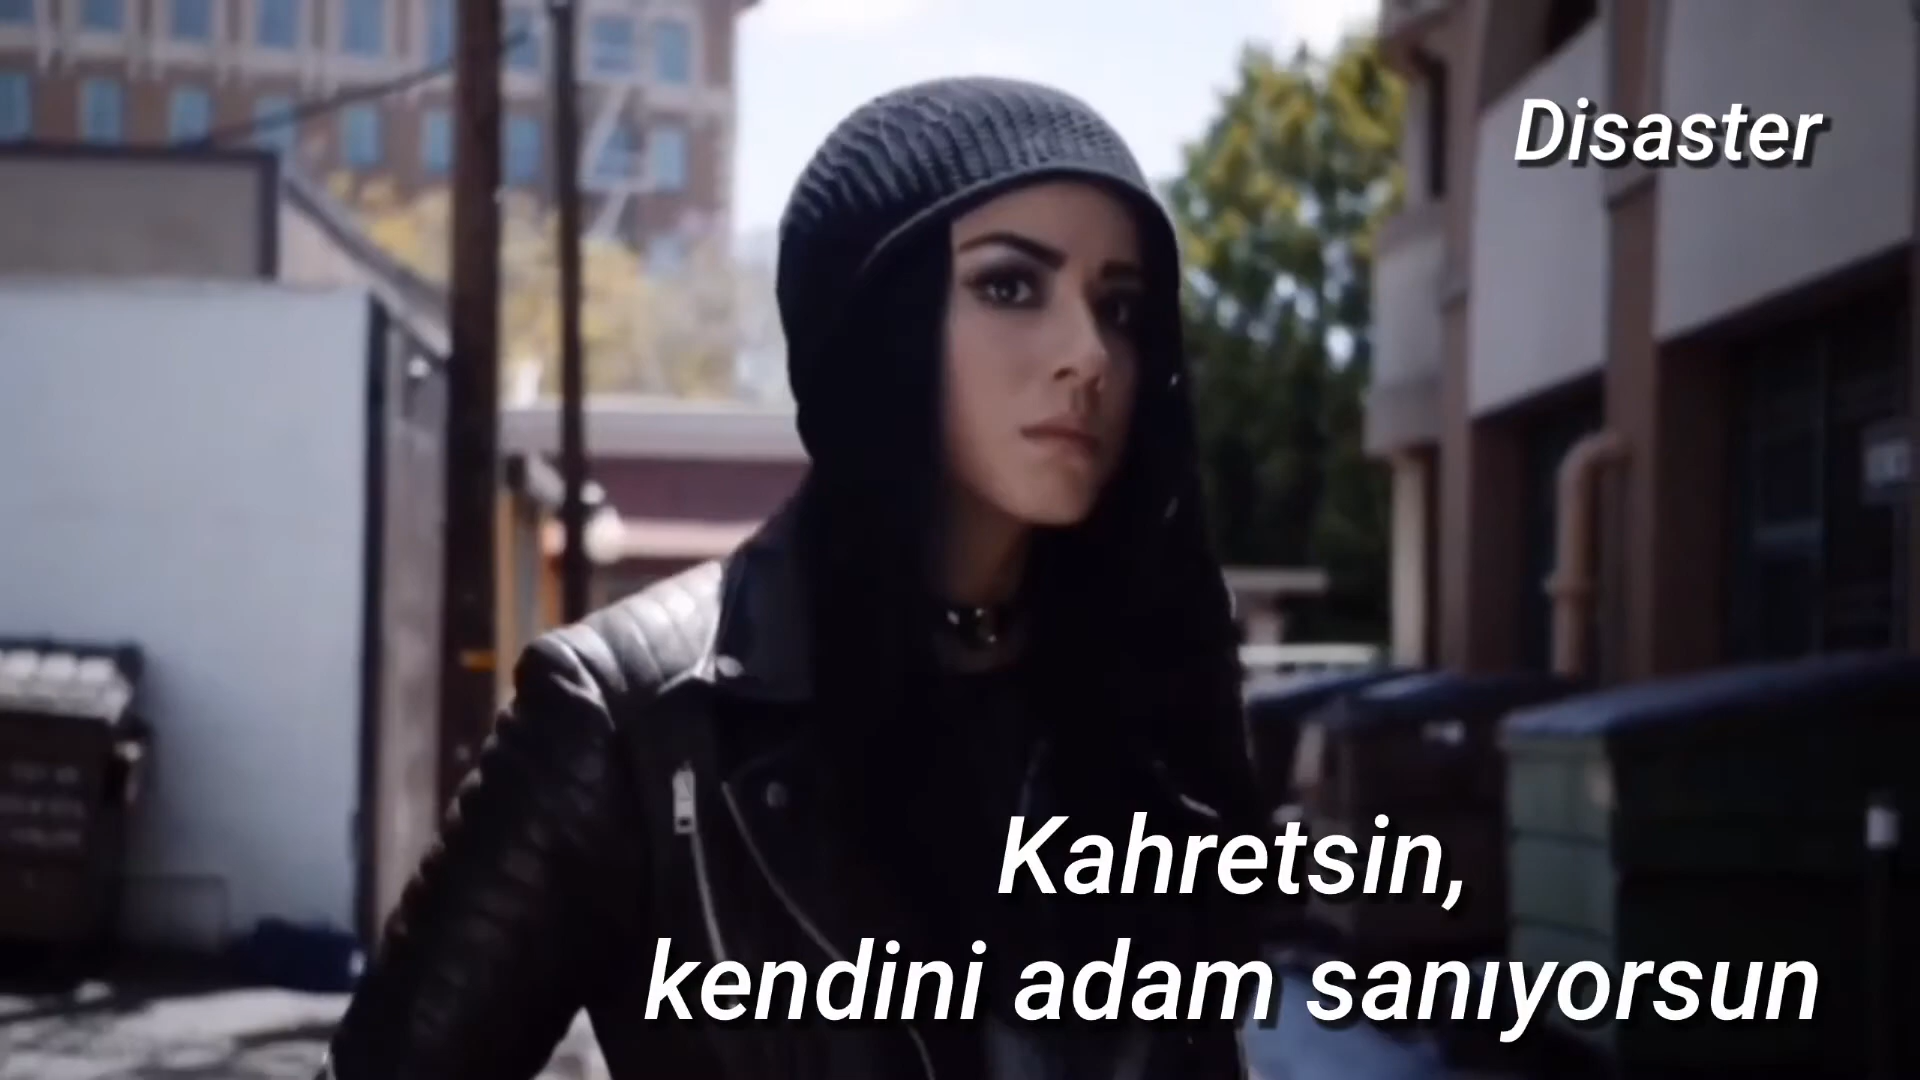 Disaster
Kahretsin,
kendini adam sanıyorsun